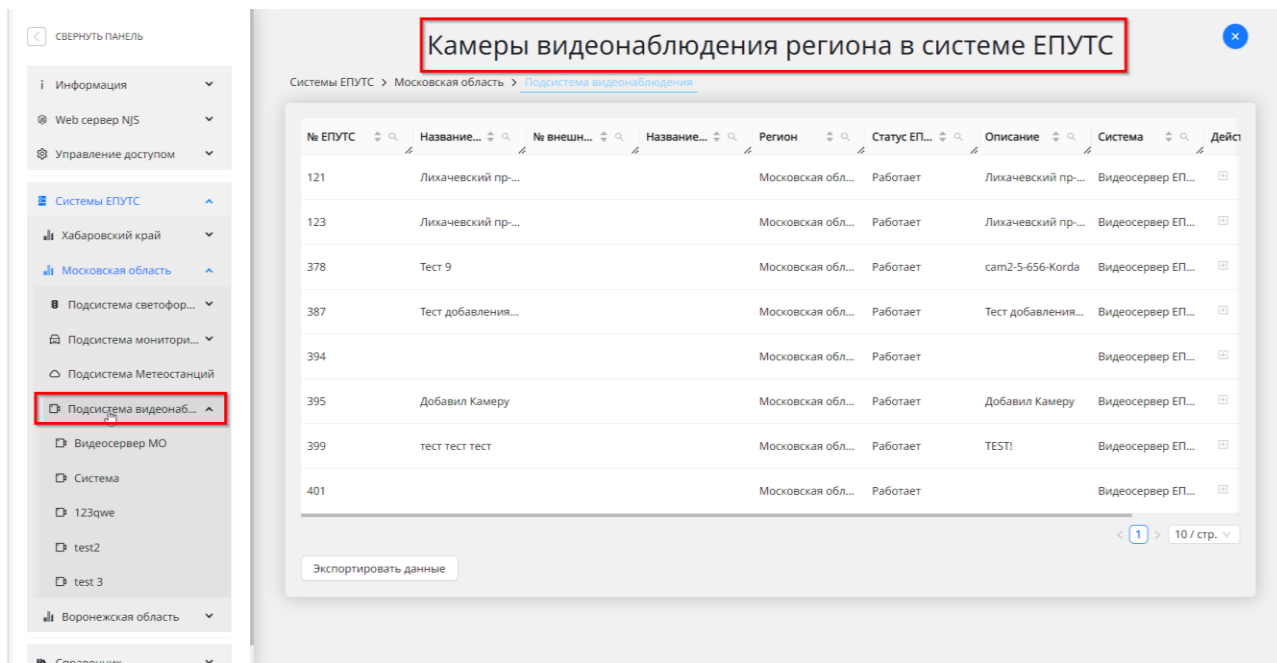 СВЕРНУТЬ ПАНЕЛЬ
Информация
Web сервер NJS
Управление доступом
Системы ЕПУТС
Хабаровский край
Московская область
Подсистема светофор...
Подсистема монитори...
Подсистема Метеостанций
Подсистема видеонаб...
Видеосервер МО
Система
123qwe
test2
test 3
Воронежская область
Справочник
Камеры видеонаблюдения региона в системе ЕПУТС
Системы ЕПУТС > Московская область > Подсистема видеонаблюдения
№ ЕПУТС Название... № внешн... Название... Регион Статус ЕП... Описание Система Дейст
121 Лихачевский пр-... Московская обл... Работает Лихачевский пр-... Видеосервер ЕП...
123 Лихачевский пр-... Московская обл... Работает Лихачевский пр-... Видеосервер ЕП...
378 Тест 9 Московская обл... Работает cam2-5-656-Korda Видеосервер ЕП...
387 Тест добавления... Московская обл... Работает Тест добавления... Видеосервер ЕП...
394 Московская обл... Работает Видеосервер ЕП...
395 Добавил Камеру Московская обл... Работает Добавил Камеру Видеосервер ЕП...
399 тест тест тест Московская обл... Работает TEST! Видеосервер ЕП...
401 Московская обл... Работает Видеосервер ЕП...
< 1 > 10 / стр.
Экспортировать данные